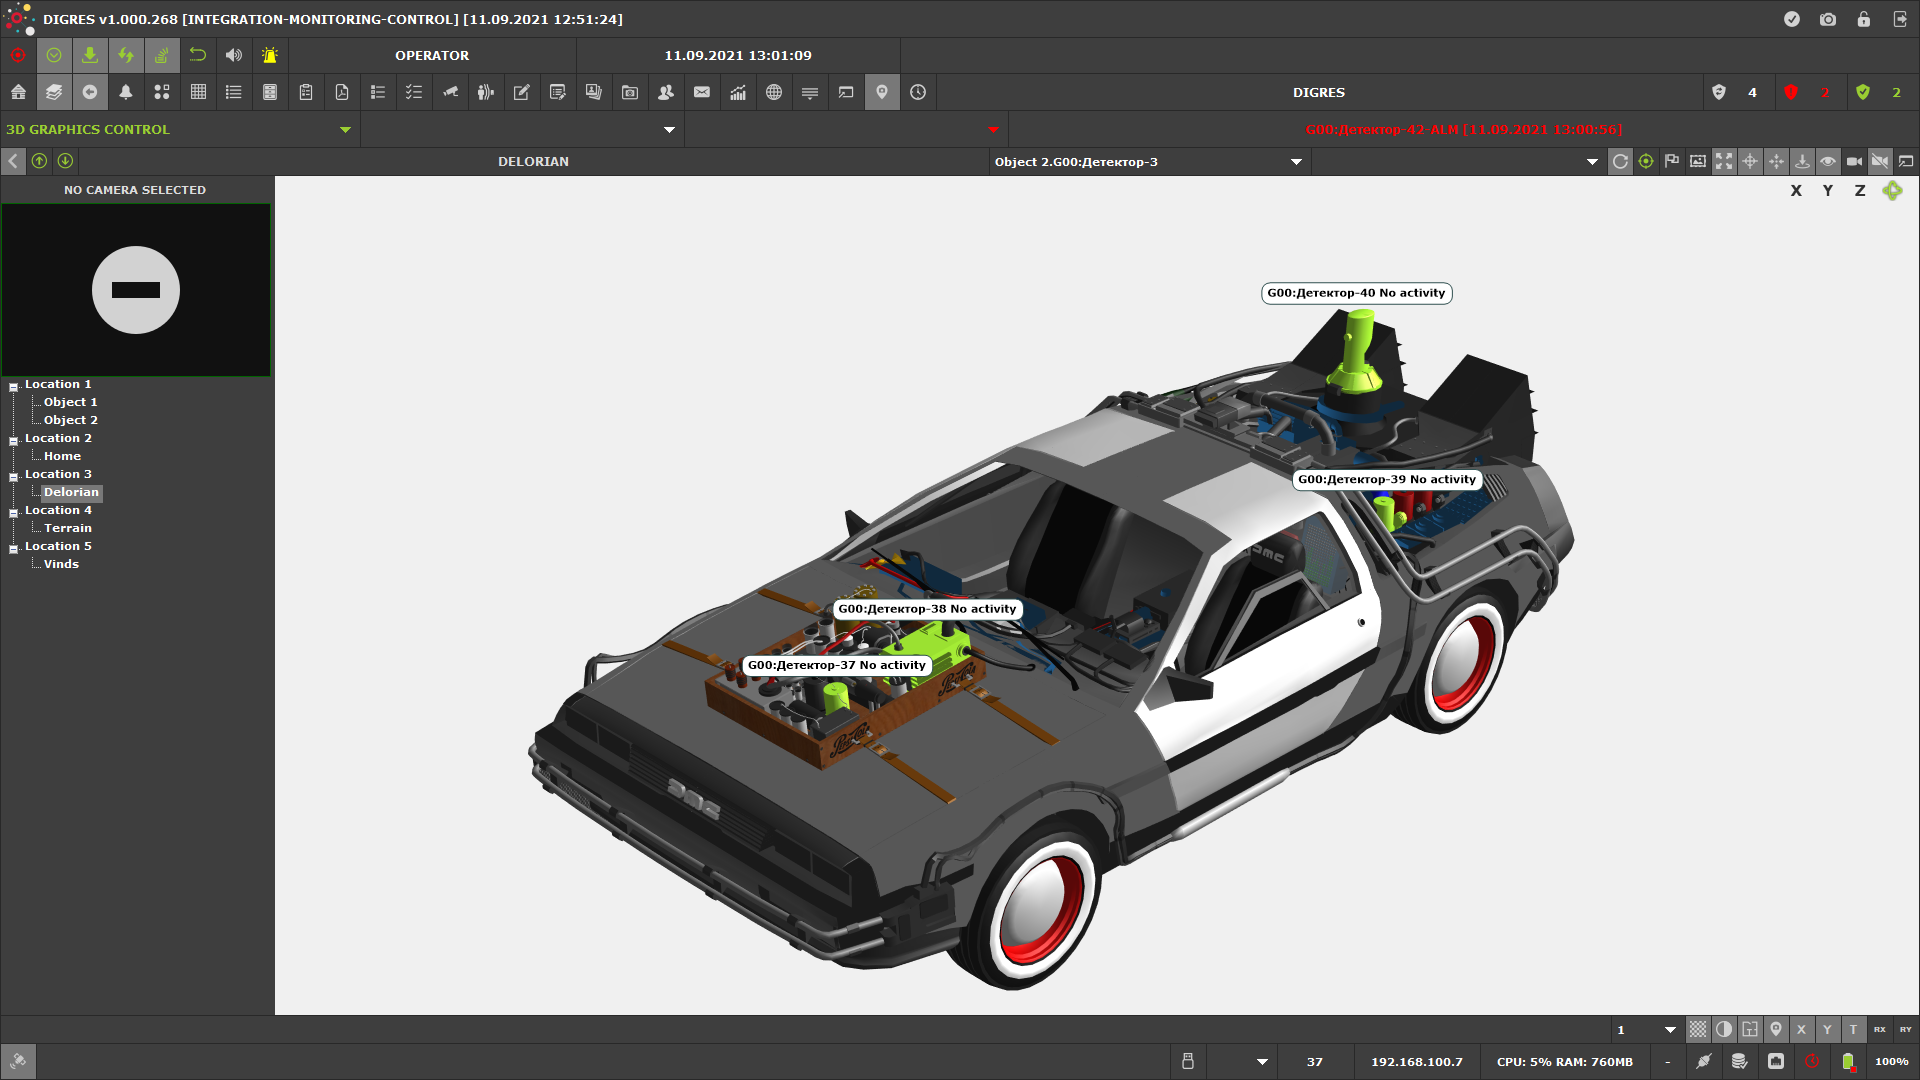 DIGRES v1.000.268 [INTEGRATION-MONITORING-CONTROL] [11.09.2021 12:51:24]
OPERATOR 11.09.2021 13:01:09
DIGRES 4 2 2
3D GRAPHICS CONTROL G00:Детектор-42-ALM [11.09.2021 13:00:56]
DELORIAN Object 2.G00:Детектор-3
NO CAMERA SELECTED
X Y Z
Location 1
Object 1
Object 2
Location 2
Home
Location 3
Delorian
Location 4
Terrain
Location 5
Vinds
G00:Детектор-40 No activity
G00:Детектор-39 No activity
DMC
G00:Детектор-38 No activity
G00:Детектор-37 No activity
DMC
1 X Y T RX RY
37 192.168.100.7 CPU: 5% RAM: 760MB - 100%